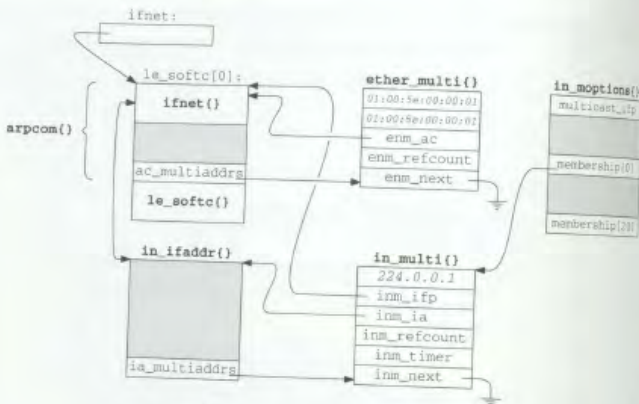 ifnet:
le_softc[0]:
arpcom{}
ifnet{}
ac_multiaddrs
le_softc{}
ether_multi{}
01:00:5e:00:00:01
01:00:5e:00:00:01
enm_ac
enm_refcount
enm_next
in_moptions{}
multicast_ifp
membership[0]
membership[20]
in_ifaddr{}
ia_multiaddrs
in_multi{}
224.0.0.1
inm_ifp
inm_ia
inm_refcount
inm_timer
inm_next